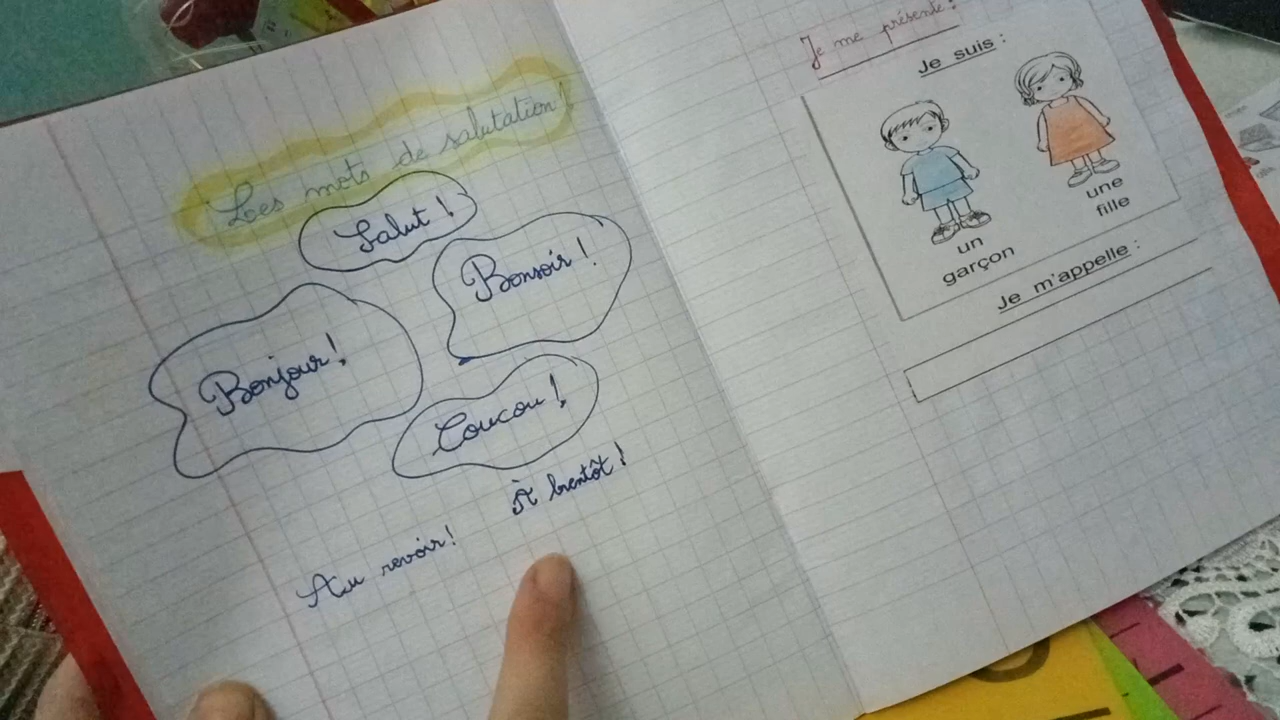 Les mots de salutation !
Salut !
Bonsoir !
Bonjour !
Coucou !
À bientôt !
Au revoir !
Je me présente :
Je suis :
un
garçon
une
fille
Je m'appelle :